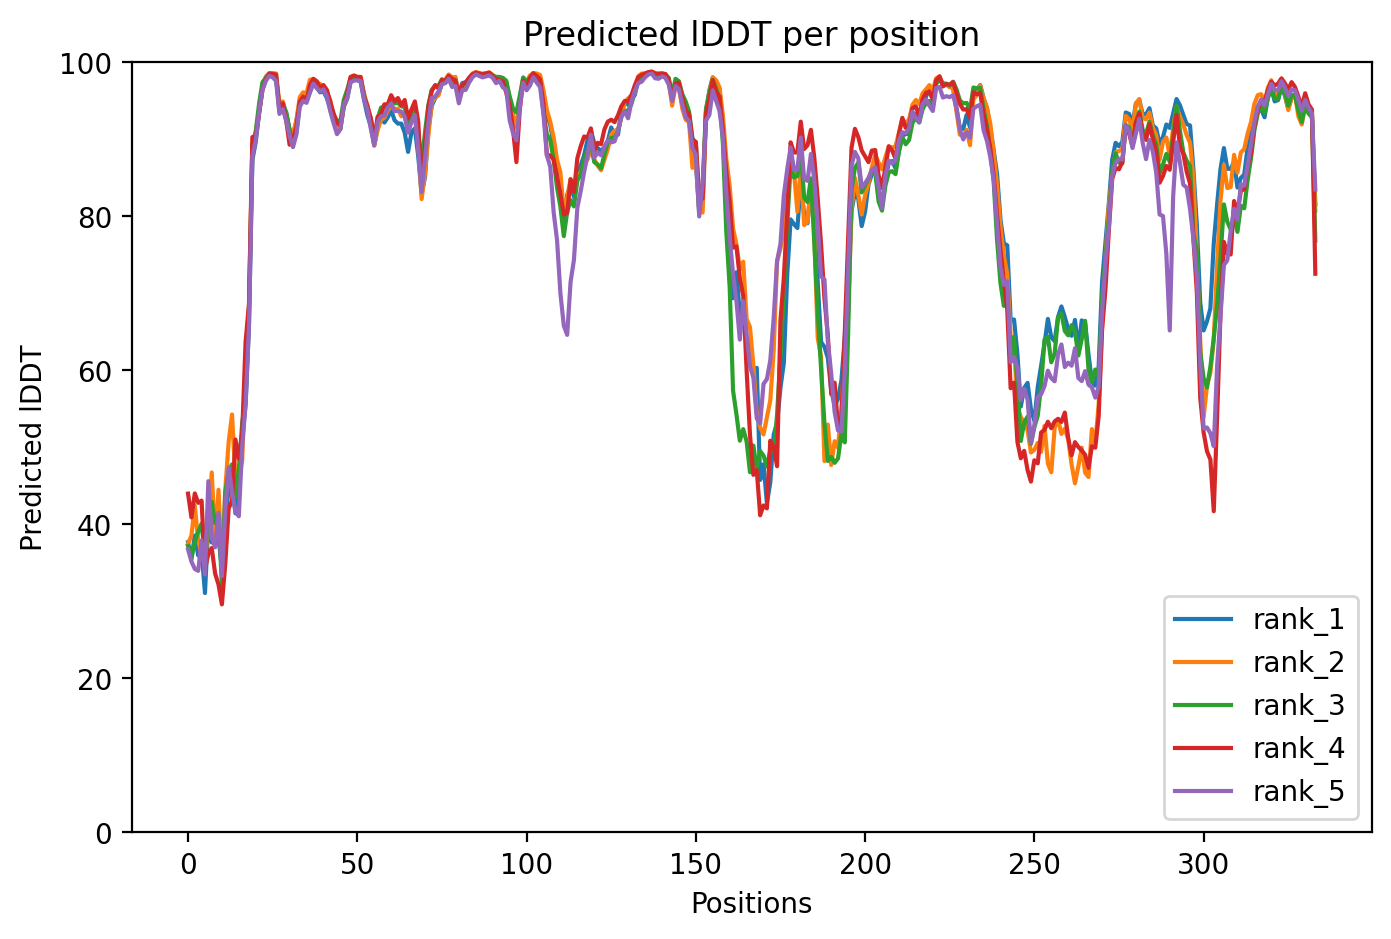 Predicted lDDT per position
100
80
60
40
20
0
Predicted lDDT
0 50 100 150 200 250 300
Positions
rank_1
rank_2
rank_3
rank_4
rank_5